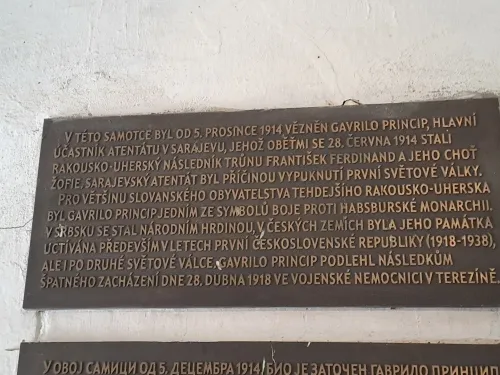 V TÉTO SAMOTCE BYL OD 5. PROSINCE 1914 VĚZNĚN GAVRILO PRINCIP, HLAVNÍ
ÚČASTNÍK ATENTÁTU V SARAJEVU, JEHOŽ OBĚŤMI SE 28. ČERVNA 1914 STALI
RAKOUSKO-UHERSKÝ NÁSLEDNÍK TRŮNU FRANTIŠEK FERDINAND A JEHO CHOŤ
ŽOFIE. SARAJEVSKÝ ATENTÁT BYL PŘÍČINOU VYPUKNUTÍ PRVNÍ SVĚTOVÉ VÁLKY.
PRO VĚTŠINU SLOVANSKÉHO OBYVATELSTVA TEHDEJŠÍHO RAKOUSKO-UHERSKA
BYL GAVRILO PRINCIP JEDNÍM ZE SYMBOLŮ BOJE PROTI HABSBURSKÉ MONARCHII.
V SRBSKU SE STAL NÁRODNÍM HRDINOU, V ČESKÝCH ZEMÍCH BYLA JEHO PAMÁTKA
UCTÍVÁNA PŘEDEVŠÍM V LETECH PRVNÍ ČESKOSLOVENSKÉ REPUBLIKY (1918-1938),
ALE I PO DRUHÉ SVĚTOVÉ VÁLCE. GAVRILO PRINCIP PODLEHL NÁSLEDKŮM
ŠPATNÉHO ZACHÁZENÍ DNE 28. DUBNA 1918 VE VOJENSKÉ NEMOCNICI V TEREZÍNĚ.
У ОВОЈ САМИЦИ ОД 5. ДЕЦЕМБРА 1914. БИО ЈЕ ЗАТОЧЕН ГАВРИЛО ПРИНЦИП